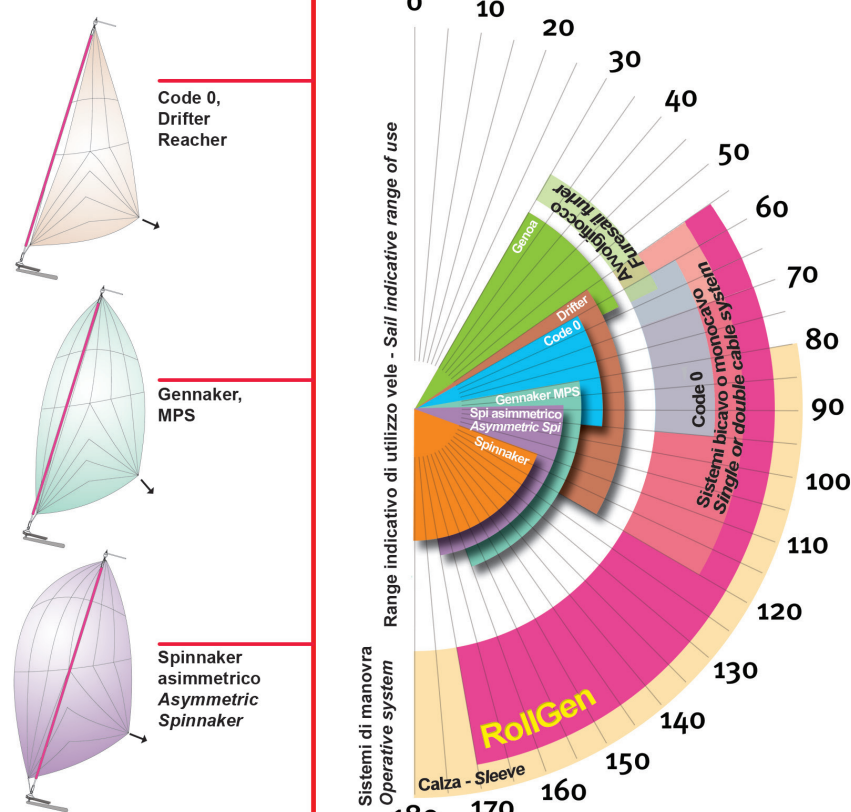 Code 0,
Drifter
Reacher
Gennaker,
MPS
Spinnaker
asimmetrico
Asymmetric
Spinnaker
Range indicativo di utilizzo vele - Sail indicative range of use
Sistemi di manovra
Operative system
0
10
20
30
40
50
60
70
80
90
100
110
120
130
140
150
160
170
180
Genoa
Avvolgifiocco
Furesail furler
Drifter
Code 0
Gennaker MPS
Spi asimmetrico
Asymmetric Spi
Spinnaker
Code 0
Sistemi bicavo o monocavo
Single or double cable system
RollGen
Calza - Sleeve